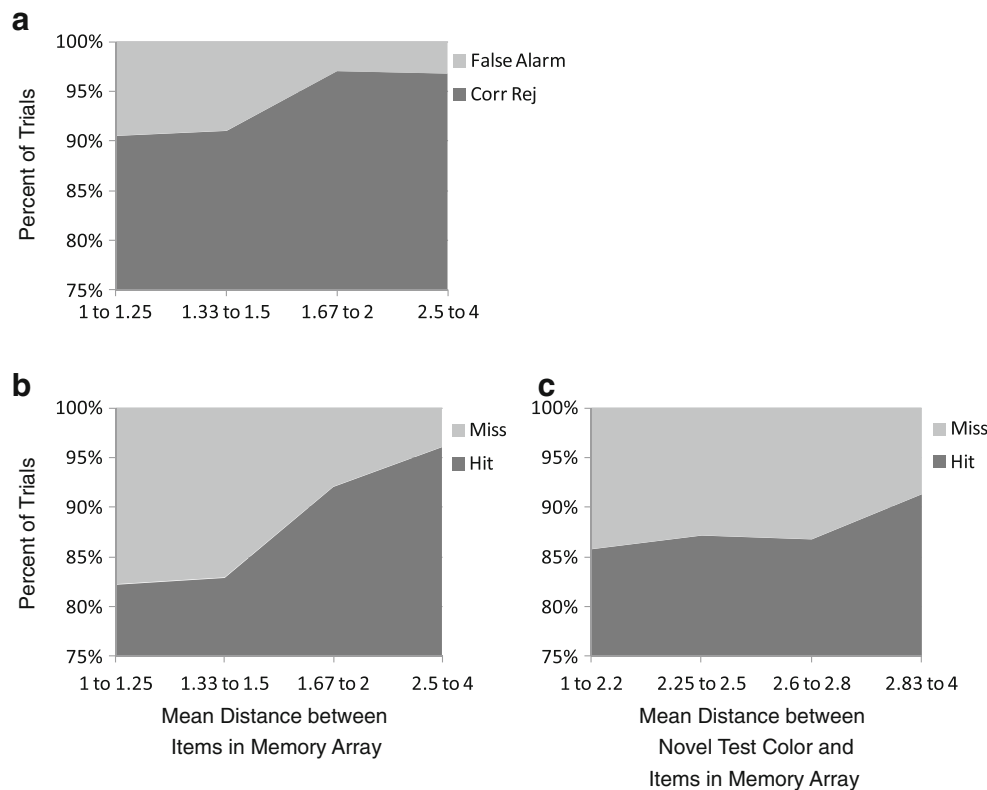 a
100%
95%
90%
85%
80%
75%
Percent of Trials
1 to 1.25 1.33 to 1.5 1.67 to 2 2.5 to 4
False Alarm
Corr Rej
b
100%
95%
90%
85%
80%
75%
Percent of Trials
1 to 1.25 1.33 to 1.5 1.67 to 2 2.5 to 4
Mean Distance between
Items in Memory Array
Miss
Hit
c
100%
95%
90%
85%
80%
75%
1 to 2.2 2.25 to 2.5 2.6 to 2.8 2.83 to 4
Mean Distance between
Novel Test Color and
Items in Memory Array
Miss
Hit